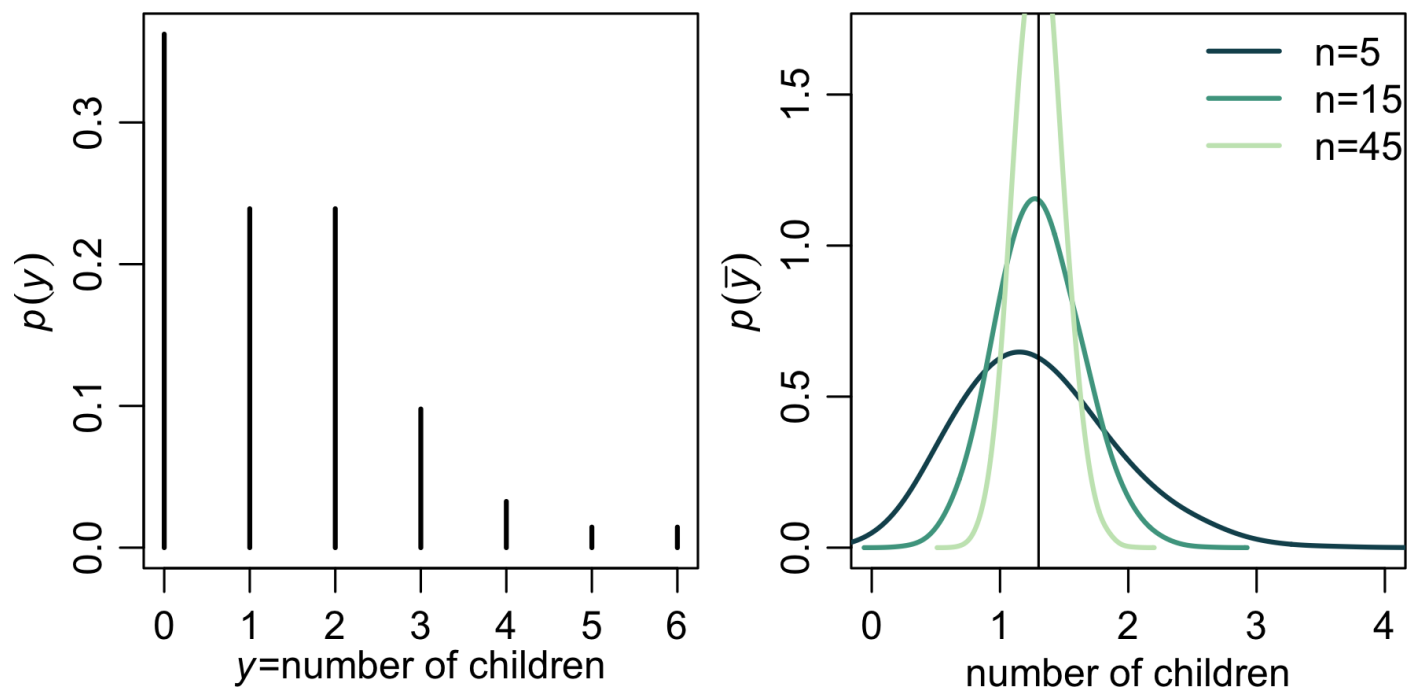 p(y)
0.0
0.1
0.2
0.3
0 1 2 3 4 5 6
y=number of children
p(y̅)
0.0
0.5
1.0
1.5
n=5
n=15
n=45
0 1 2 3 4
number of children